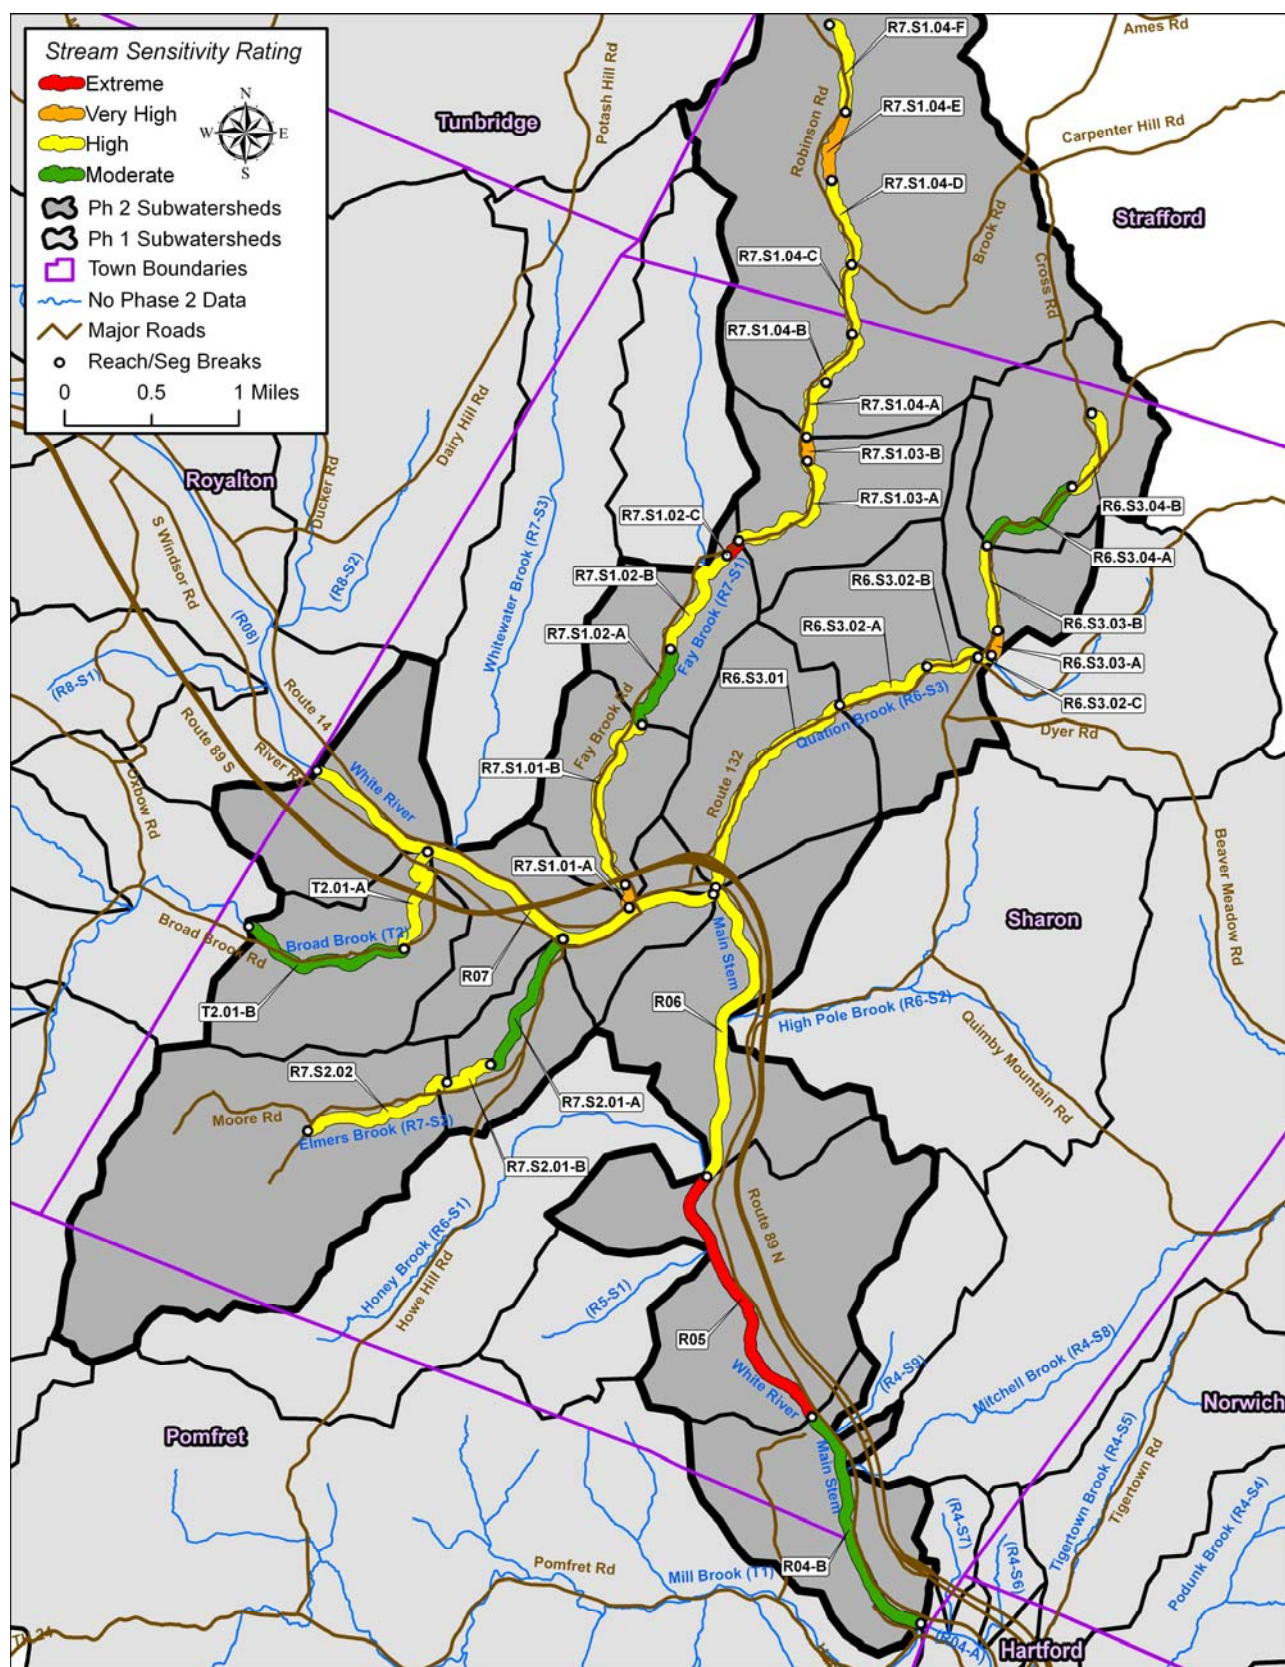 Stream Sensitivity Rating
Extreme
Very High
High
Moderate
N
W
E
S
Ph 2 Subwatersheds
Ph 1 Subwatersheds
Town Boundaries
No Phase 2 Data
Major Roads
Reach/Seg Breaks
0 0.5 1 Miles
Tunbridge
Potash Hill Rd
Robinson Rd
R7.S1.04-F
Ames Rd
R7.S1.04-E
Carpenter Hill Rd
R7.S1.04-D
Strafford
Brook Rd
R7.S1.04-C
Cross Rd
R7.S1.04-B
Dairy Hill Rd
R7.S1.04-A
Royalton
Ducker Rd
R7.S1.03-B
R7.S1.03-A
R6.S3.04-B
S Windsor Rd
(R8-S2)
Whitewater Brook (R7-S3)
R7.S1.02-C
R6.S3.04-A
R7.S1.02-B
Fay Brook (R7-S1)
R6.S3.02-B
R6.S3.03-B
(R08)
R7.S1.02-A
R6.S3.02-A
R6.S3.03-A
(R8-S1)
R6.S3.01
R6.S3.02-C
Route 14
Route 89 S
Fay Brook Rd
Quation Brook (R6-S3)
Dyer Rd
River Rd
White River
R7.S1.01-B
Route 132
Oxbow Rd
Beaver Meadow Rd
R7.S1.01-A
T2.01-A
Sharon
Broad Brook Rd
Broad Brook (T2)
Main Stem
R07
T2.01-B
R06
High Pole Brook (R6-S2)
Quimby Mountain Rd
R7.S2.02
Moore Rd
R7.S2.01-A
Elmers Brook (R7-S2)
R7.S2.01-B
Honey Brook (R6-S1)
Howe Hill Rd
Route 89 N
(R5-S1)
R05
White River
(R4-S9)
Mitchell Brook (R4-S8)
Norwich
Pomfret
Main Stem
Tigertown Brook (R4-S5)
Tigertown Rd
Podunk Brook (R4-S4)
(R4-S7)
(R4-S6)
Pomfret Rd
Mill Brook (T1)
R04-B
(R04-A)
Hartford